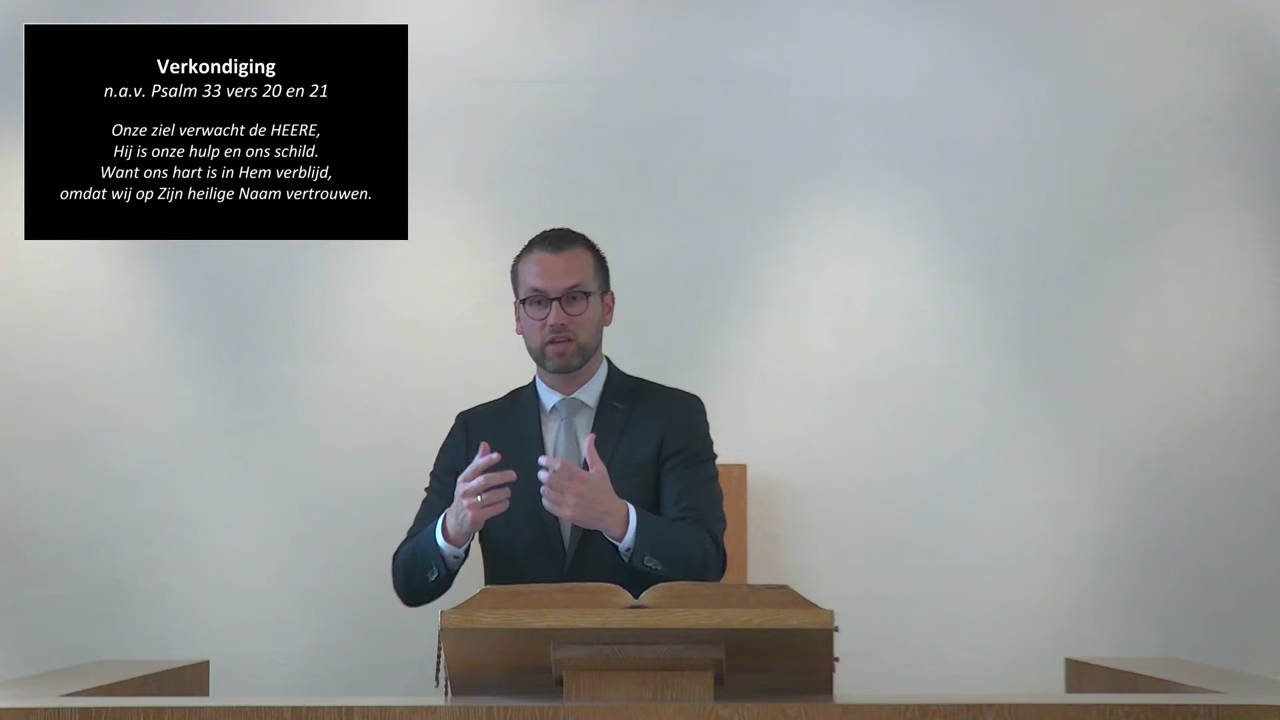 Verkondiging
n.a.v. Psalm 33 vers 20 en 21
Onze ziel verwacht de HEERE,
Hij is onze hulp en ons schild.
Want ons hart is in Hem verblijd,
omdat wij op Zijn heilige Naam vertrouwen.